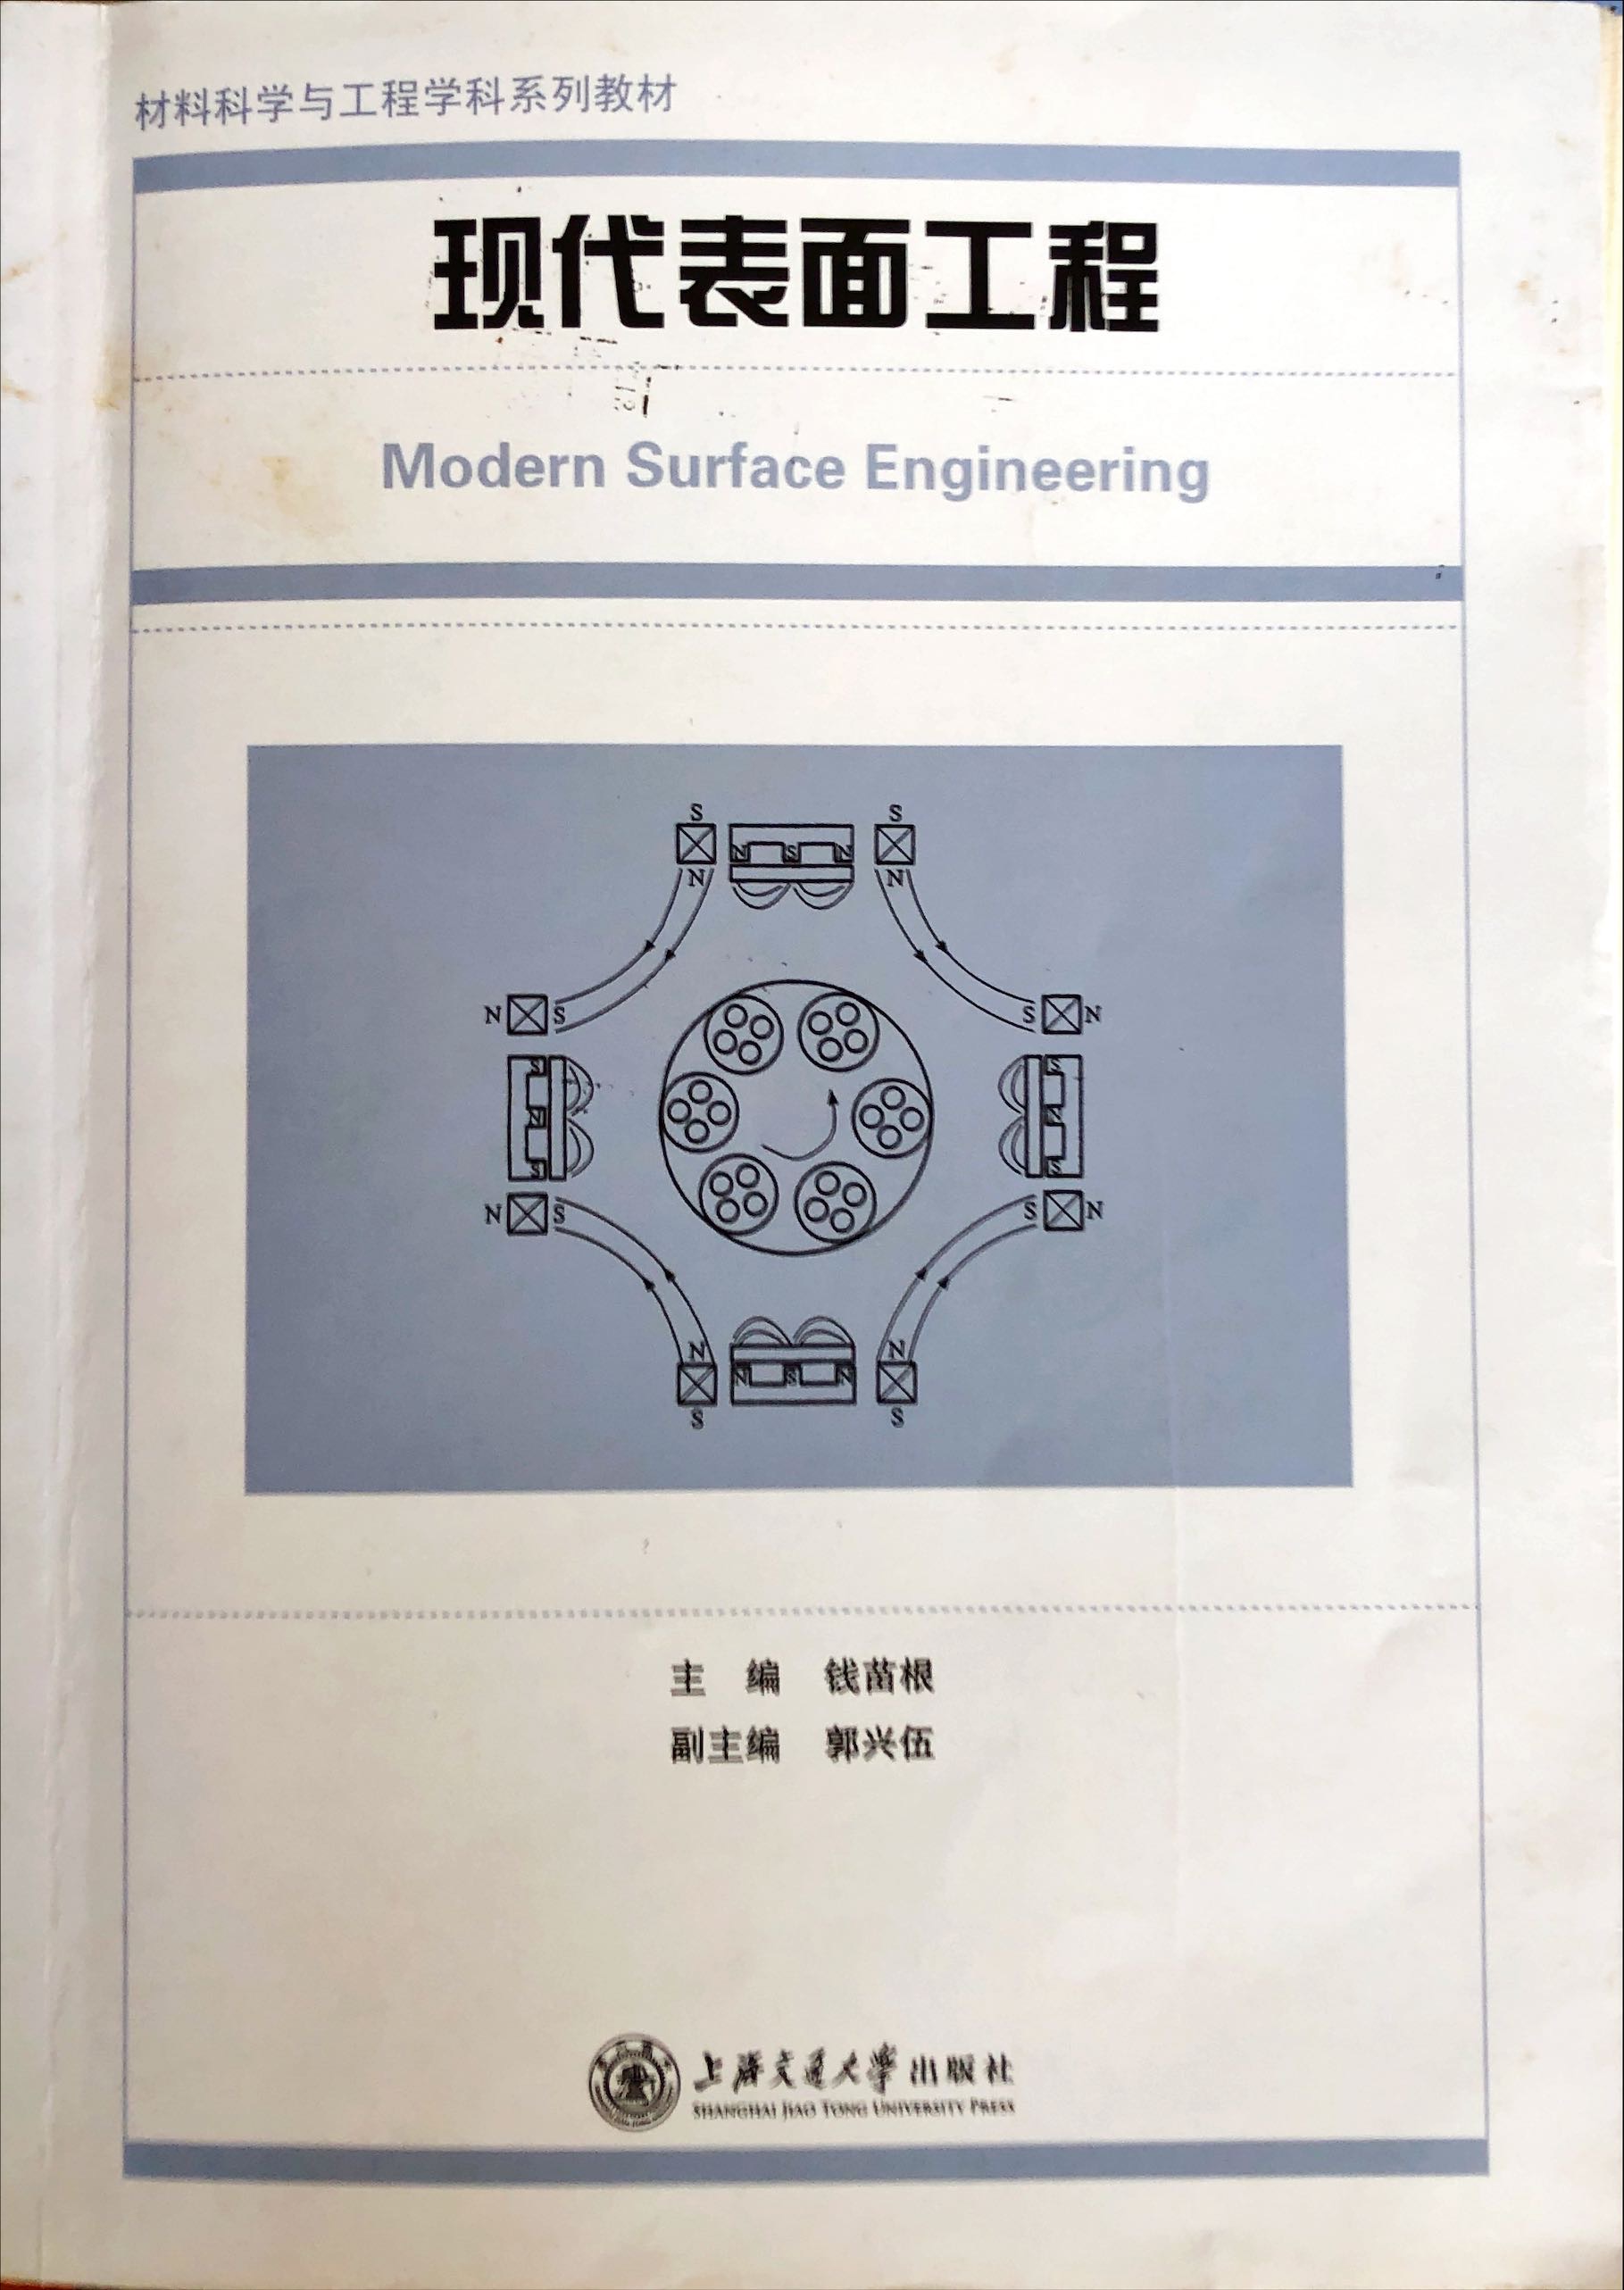 材料科学与工程学科系列教材
现代表面工程
Modern Surface Engineering
S S
N S N
N N
N S S N
S S
N N
S S
N S S N
N N
N S N
S S
主 编 钱苗根
副主编 郭兴伍
上海交通大学出版社
SHANGHAI JIAO TONG UNIVERSITY PRESS